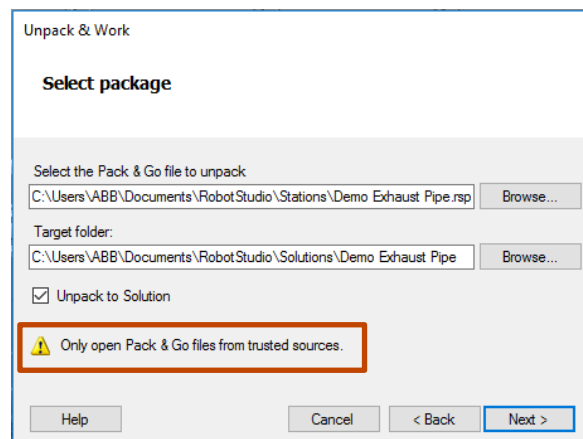 Unpack & Work
Select package
Select the Pack & Go file to unpack
C:\Users\ABB\Documents\RobotStudio\Stations\Demo Exhaust Pipe.rsp
Browse...
Target folder:
C:\Users\ABB\Documents\RobotStudio\Solutions\Demo Exhaust Pipe
Browse...
Unpack to Solution
Only open Pack & Go files from trusted sources.
Help
Cancel
< Back
Next >